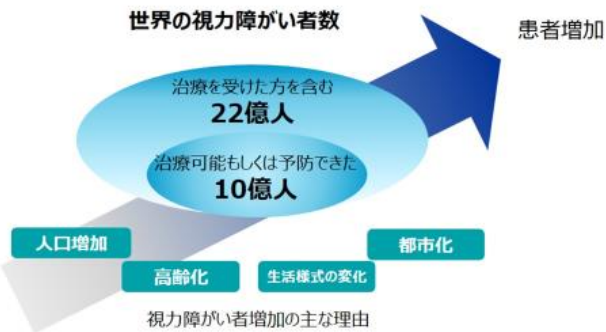 世界の視力障がい者数
患者増加
治療を受けた方を含む
22億人
治療可能もしくは予防できた
10億人
人口増加
高齢化
生活様式の変化
都市化
視力障がい者増加の主な理由